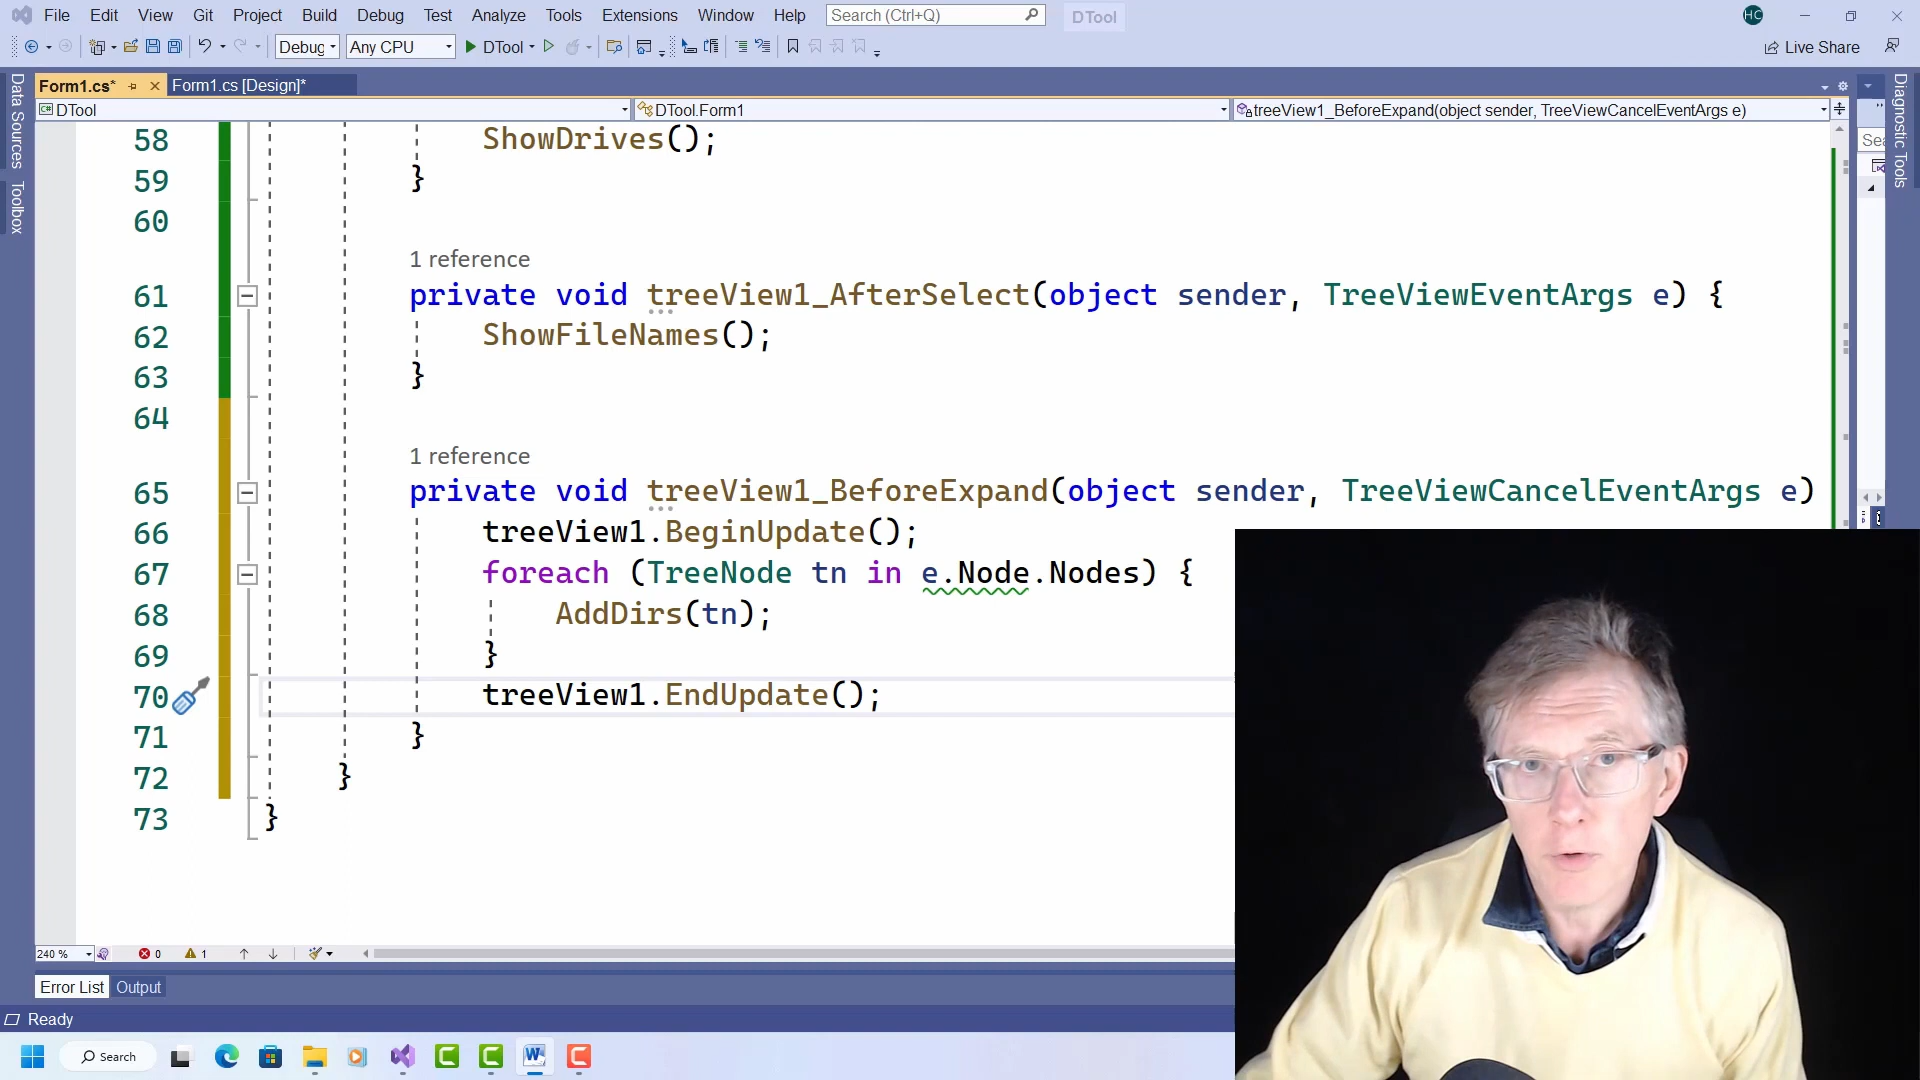 File Edit View Git Project Build Debug Test Analyze Tools Extensions Window Help Search (Ctrl+Q) DTool HC
Debug Any CPU DTool Live Share
Form1.cs* Form1.cs [Design]*
DTool DTool.Form1 treeView1_BeforeExpand(object sender, TreeViewCancelEventArgs e)
Data Sources
Toolbox
Diagnostic Tools
58 ShowDrives();
59 }
60
1 reference
61 private void treeView1_AfterSelect(object sender, TreeViewEventArgs e) {
62 ShowFileNames();
63 }
64
1 reference
65 private void treeView1_BeforeExpand(object sender, TreeViewCancelEventArgs e)
66 treeView1.BeginUpdate();
67 foreach (TreeNode tn in e.Node.Nodes) {
68 AddDirs(tn);
69 }
70 treeView1.EndUpdate();
71 }
72 }
73 }
240 % 0 1
Error List Output
Ready
Search